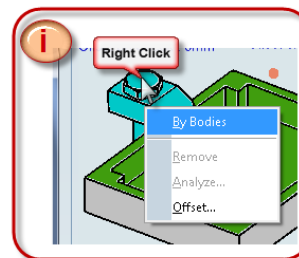 i
Right Click
By Bodies
Remove
Analyze...
Offset...